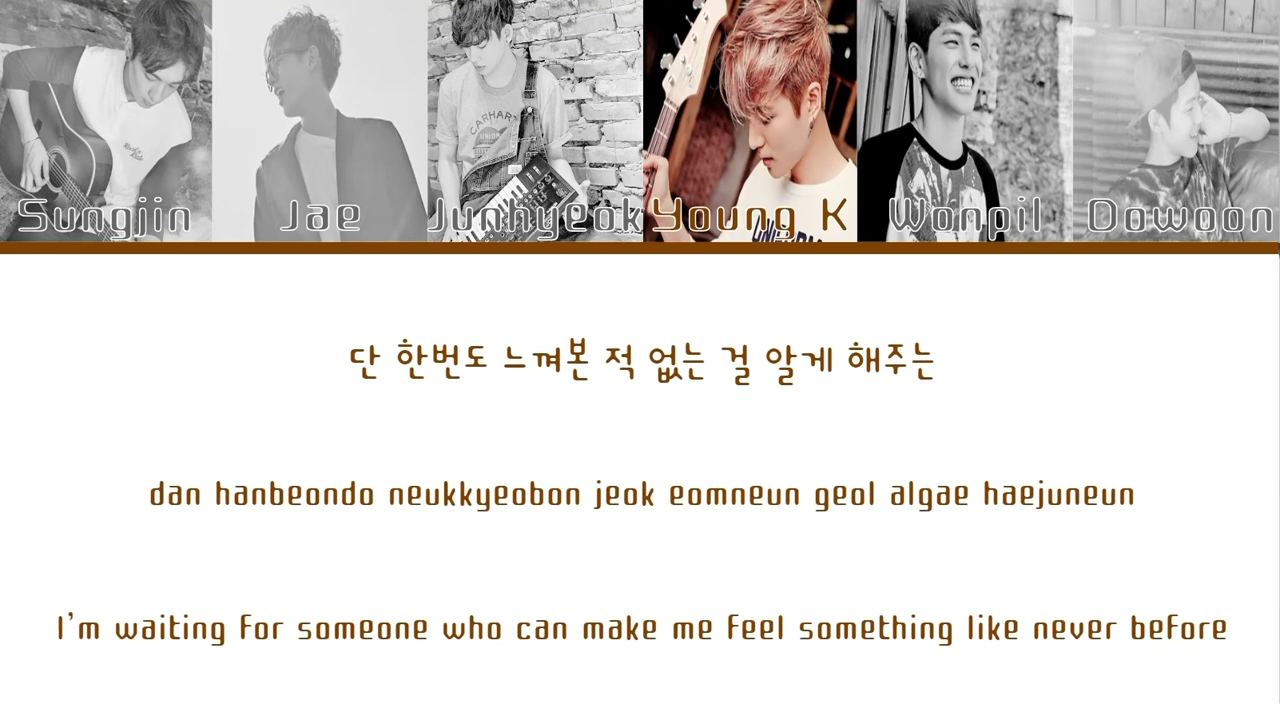 Sungjin Jae Junhyeok Young K Wonpil Dowoon
단 한번도 느껴본 적 없는 걸 알게 해주는
dan hanbeondo neukkyeobon jeok eomneun geol algae haejuneun
I'm waiting for someone who can make me feel something like never before